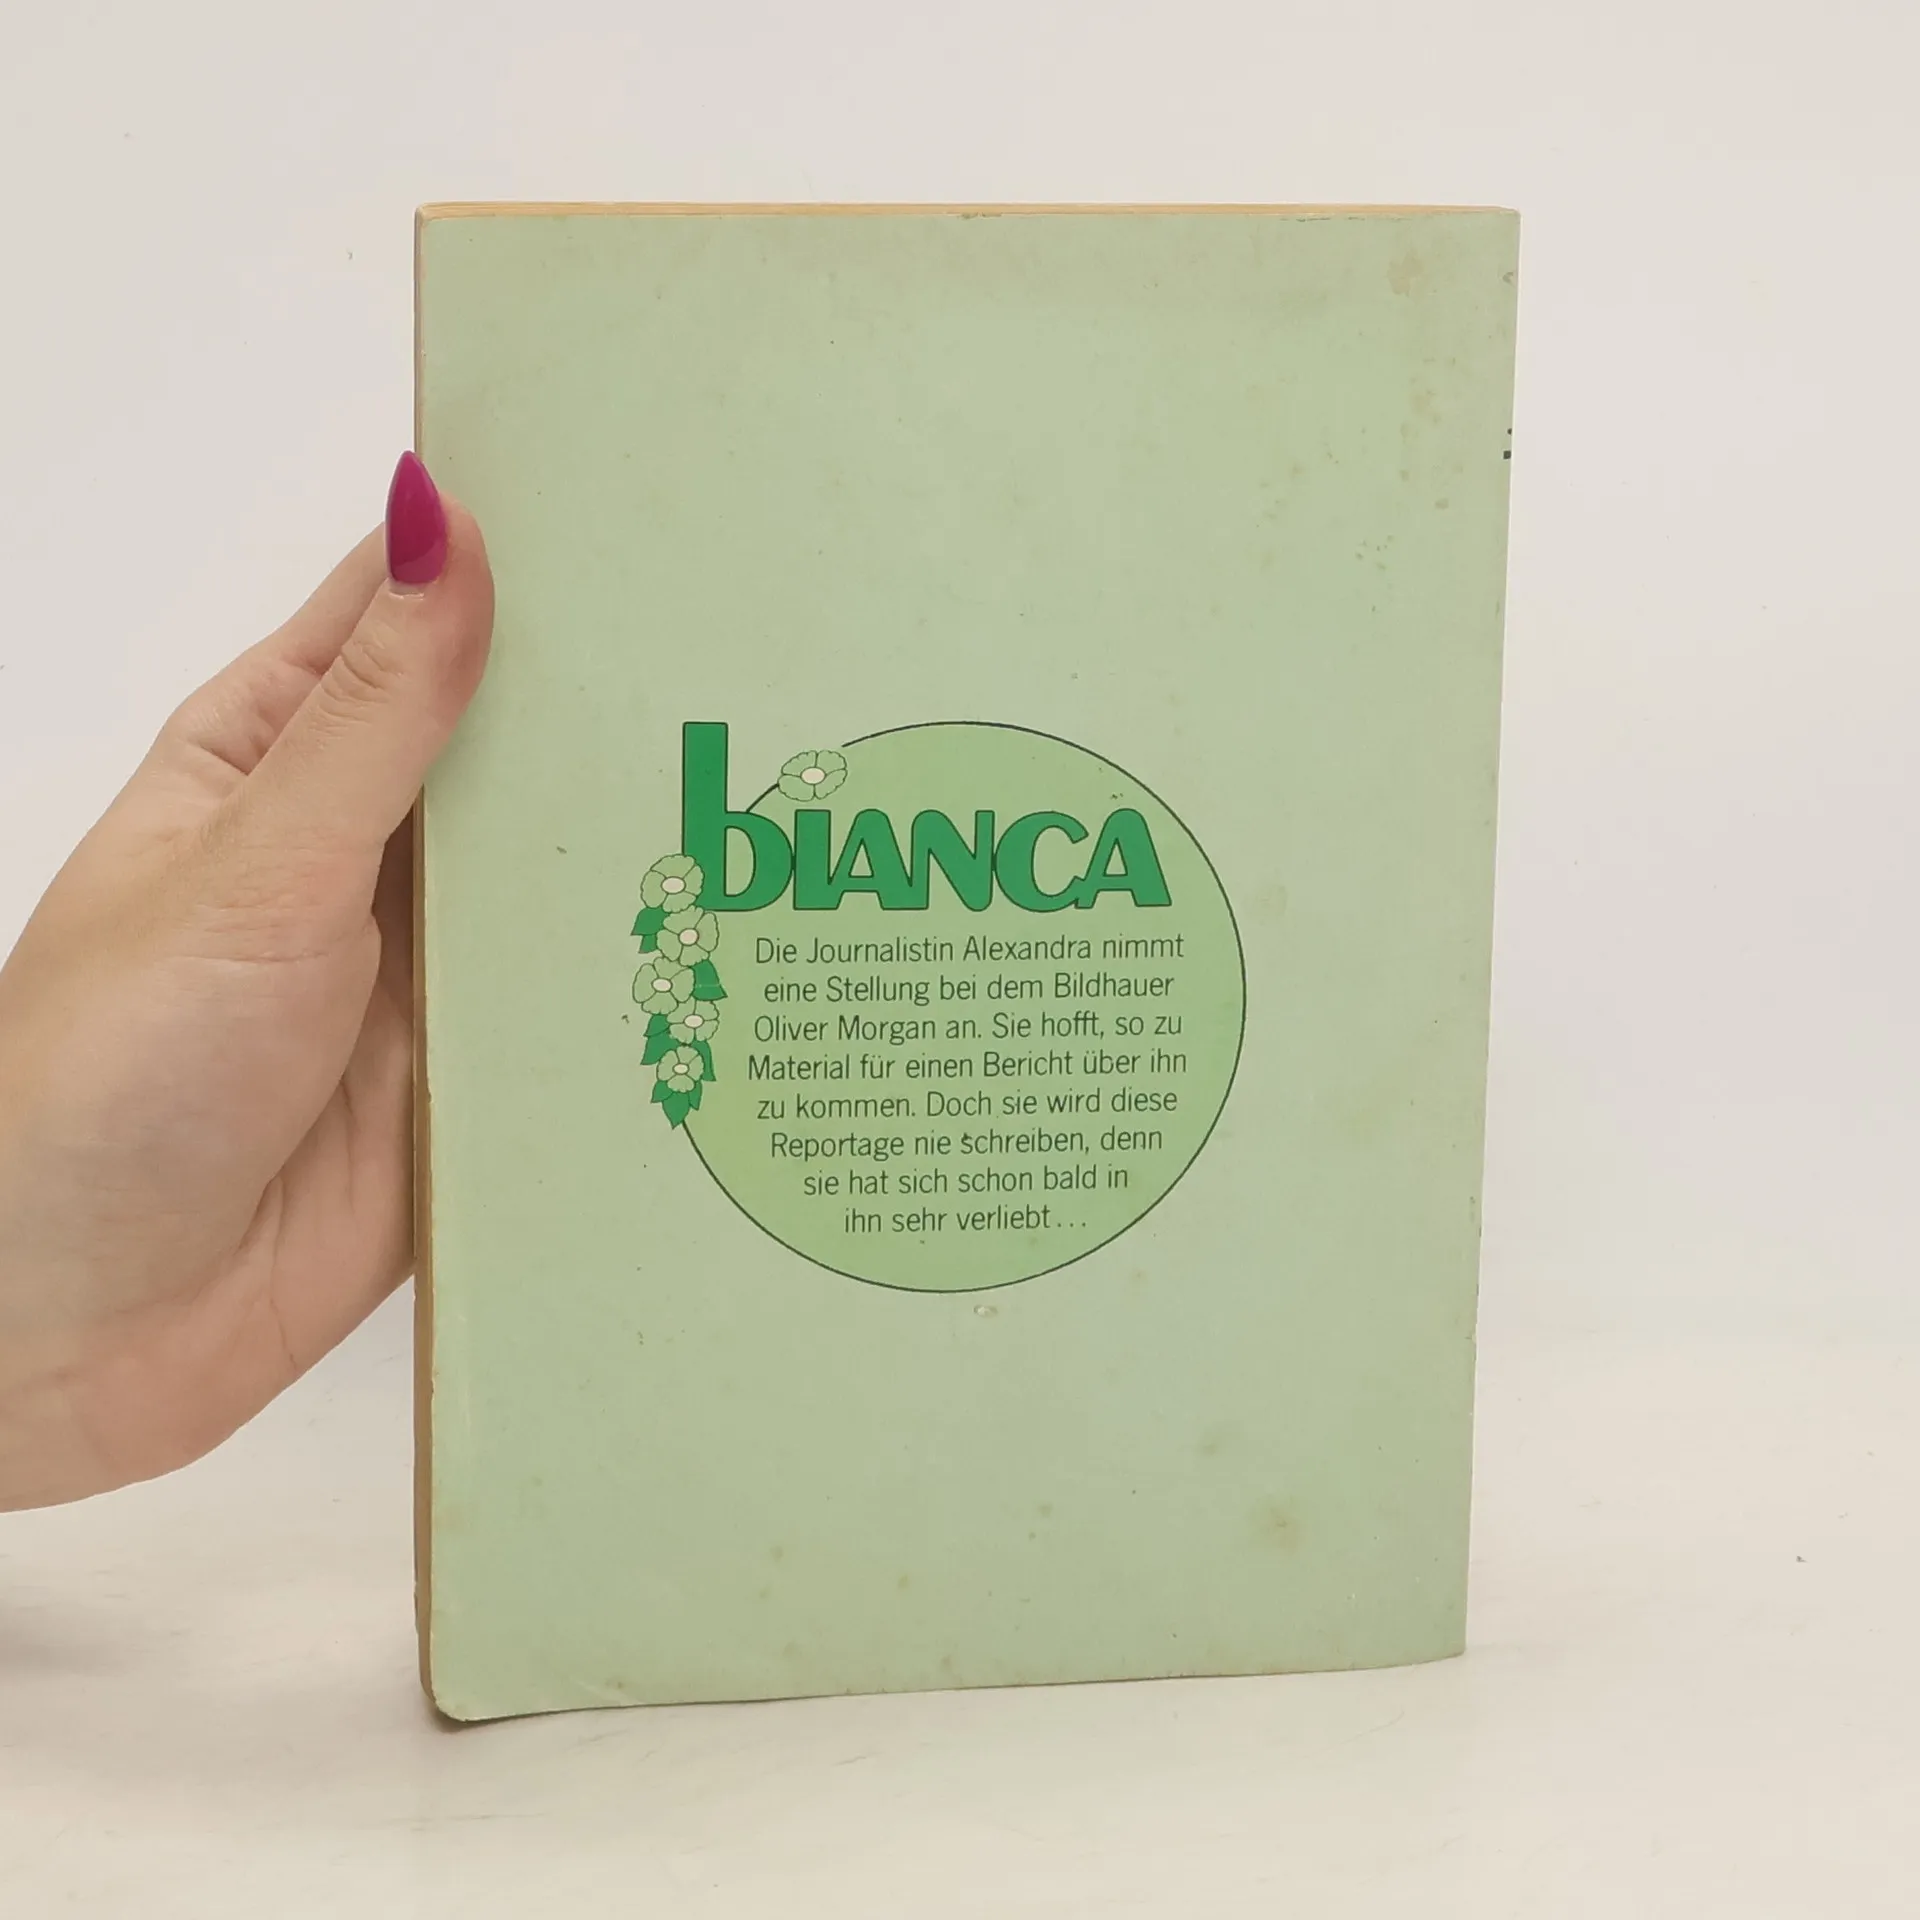 bIANCA
Die Journalistin Alexandra nimmt
eine Stellung bei dem Bildhauer
Oliver Morgan an. Sie hofft, so zu
Material für einen Bericht über ihn
zu kommen. Doch sie wird diese
Reportage nie schreiben, denn
sie hat sich schon bald in
ihn sehr verliebt...